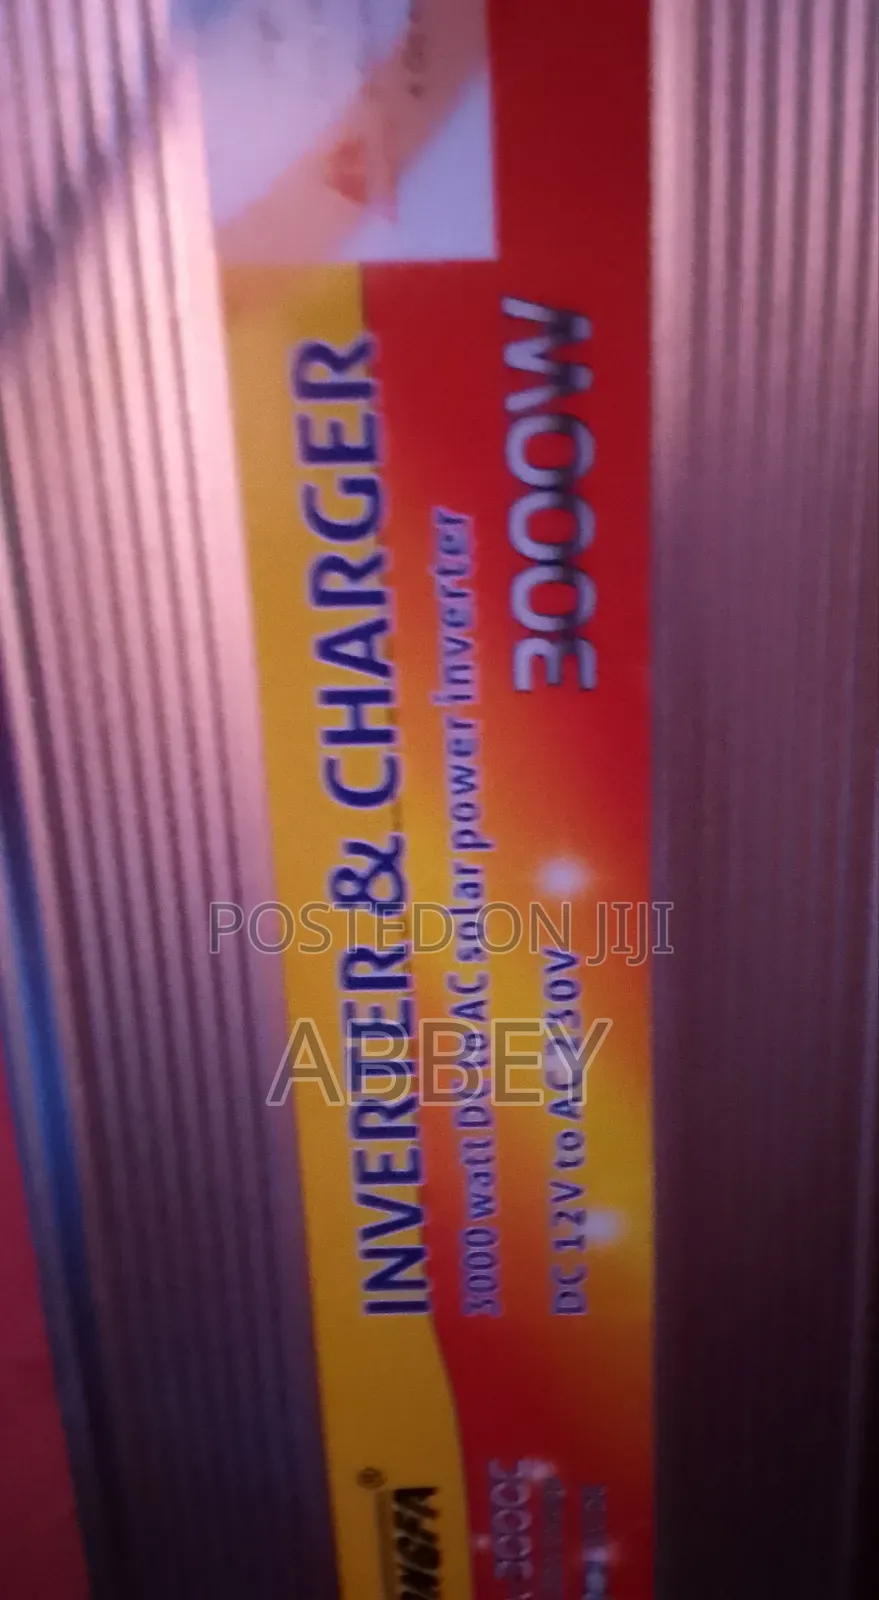 INVERTER & CHARGER
3000 watt DC to AC solar power inverter
DC 12V to AC 230V
3000W
®
POSTED ON JIJI
ABBEY